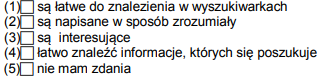 (1)☐ są łatwe do znalezienia w wyszukiwarkach
(2)☐ są napisane w sposób zrozumiały
(3)☐ są interesujące
(4)☐ łatwo znaleźć informacje, których się poszukuje
(5)☐ nie mam zdania